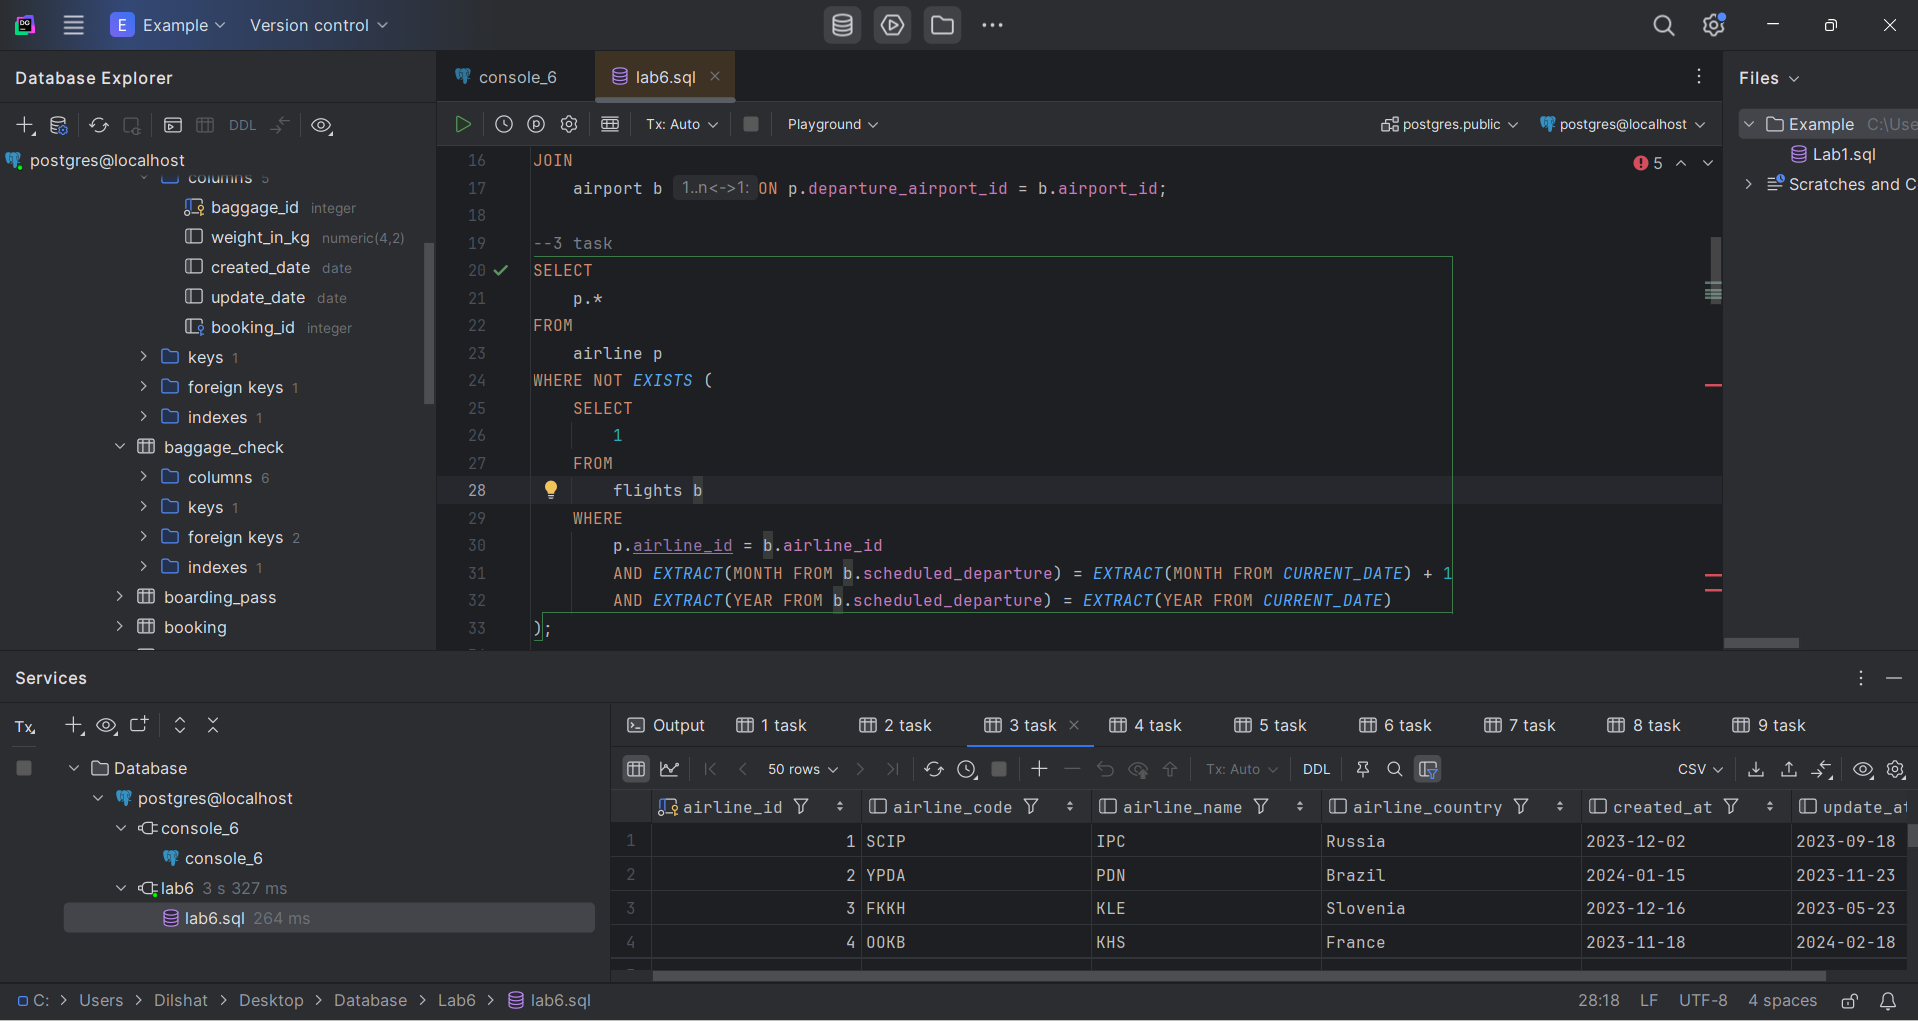 E Example Version control
Database Explorer
DDL
postgres@localhost
columns 5
baggage_id integer
weight_in_kg numeric(4,2)
created_date date
update_date date
booking_id integer
keys 1
foreign keys 1
indexes 1
baggage_check
columns 6
keys 1
foreign keys 2
indexes 1
boarding_pass
booking
console_6
lab6.sql
Tx: Auto Playground postgres.public postgres@localhost
5
16 JOIN
17 airport b 1..n<->1: ON p.departure_airport_id = b.airport_id;
18
19 --3 task
20 SELECT
21 p.*
22 FROM
23 airline p
24 WHERE NOT EXISTS (
25 SELECT
26 1
27 FROM
28 flights b
29 WHERE
30 p.airline_id = b.airline_id
31 AND EXTRACT(MONTH FROM b.scheduled_departure) = EXTRACT(MONTH FROM CURRENT_DATE) + 1
32 AND EXTRACT(YEAR FROM b.scheduled_departure) = EXTRACT(YEAR FROM CURRENT_DATE)
33 );
Files
Example C:\Use
Lab1.sql
Scratches and C
Services
Tx
Database
postgres@localhost
console_6
console_6
lab6 3 s 327 ms
lab6.sql 264 ms
Output 1 task 2 task 3 task 4 task 5 task 6 task 7 task 8 task 9 task
50 rows Tx: Auto DDL CSV
airline_id airline_code airline_name airline_country created_at update_at
1 1 SCIP IPC Russia 2023-12-02 2023-09-18
2 2 YPDA PDN Brazil 2024-01-15 2023-11-23
3 3 FKKH KLE Slovenia 2023-12-16 2023-05-23
4 4 OOKB KHS France 2023-11-18 2024-02-18
C: > Users > Dilshat > Desktop > Database > Lab6 > lab6.sql
28:18 LF UTF-8 4 spaces